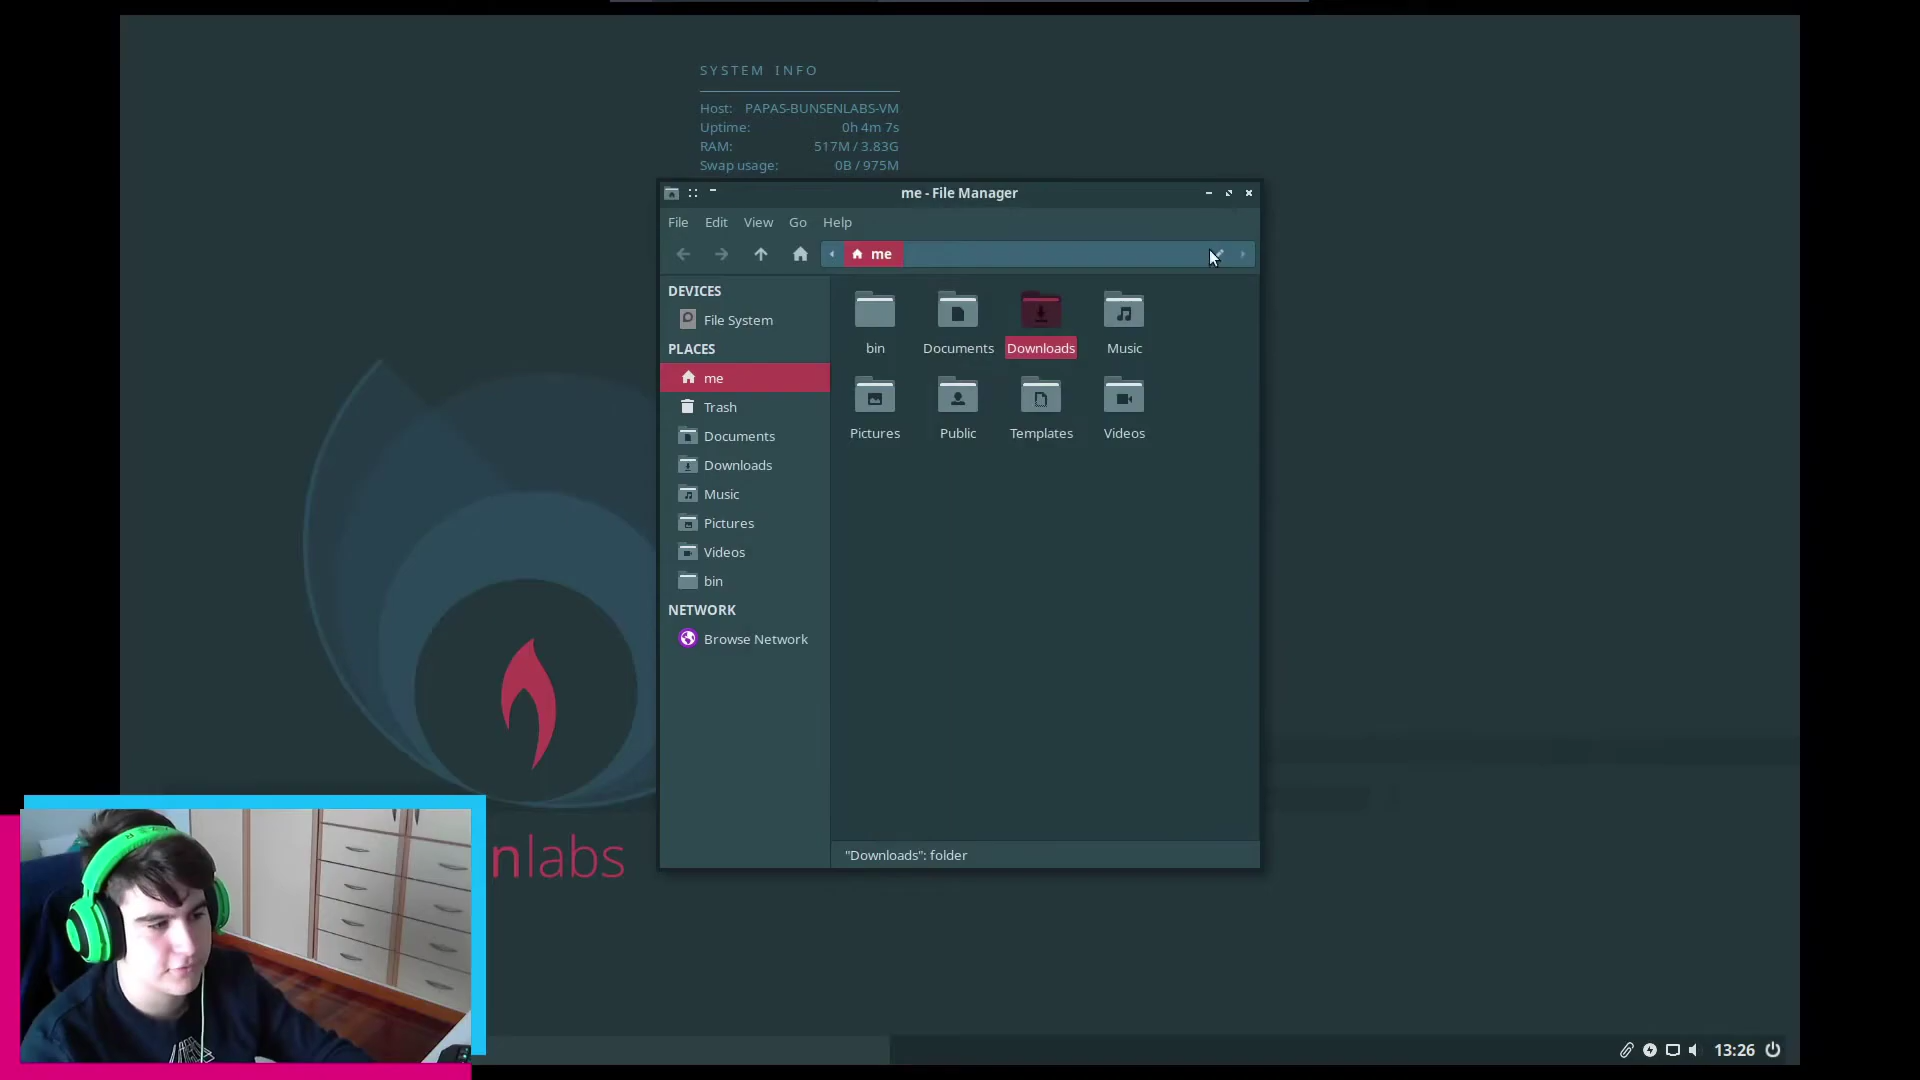 SYSTEM INFO
Host: PAPAS-BUNSENLABS-VM
Uptime: 0h 4m 7s
RAM: 517M / 3.83G
Swap usage: 0B / 975M
me - File Manager
File Edit View Go Help
me
DEVICES
File System
PLACES
me
Trash
Documents
Downloads
Music
Pictures
Videos
bin
NETWORK
Browse Network
bin Documents Downloads Music
Pictures Public Templates Videos
"Downloads": folder
nlabs
13:26